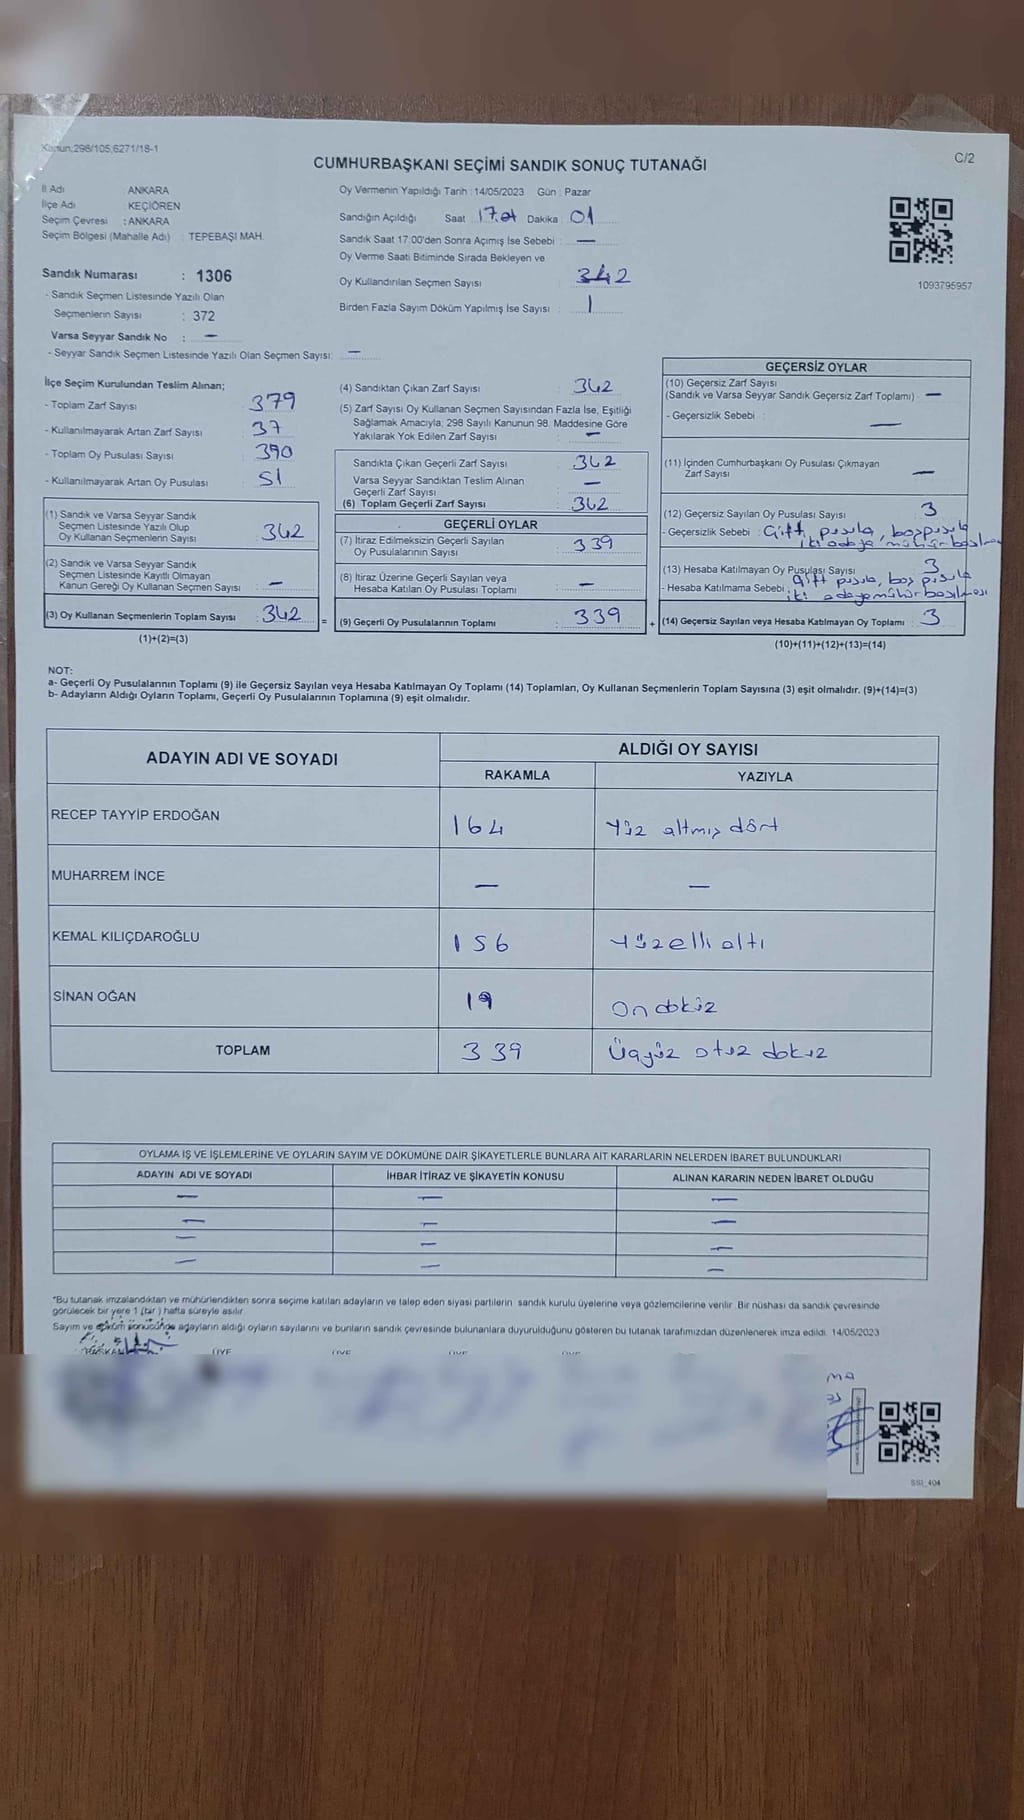 Kanun;298/105,6271/18-1
C/2
CUMHURBAŞKANI SEÇİMİ SANDIK SONUÇ TUTANAĞI
İl Adı ANKARA
İlçe Adı KEÇİÖREN
Seçim Çevresi : ANKARA
Seçim Bölgesi (Mahalle Adı) : TEPEBAŞI MAH.
Sandık Numarası : 1306
- Sandık Seçmen Listesinde Yazılı Olan
Seçmenlerin Sayısı : 372
Varsa Seyyar Sandık No : —
- Seyyar Sandık Seçmen Listesinde Yazılı Olan Seçmen Sayısı: —
Oy Vermenin Yapıldığı Tarih : 14/05/2023 Gün : Pazar
Sandığın Açıldığı Saat Dakika 01
Sandık Saat 17:00'den Sonra Açımış İse Sebebi : —
Oy Verme Saati Bitiminde Sırada Bekleyen ve
Oy Kullandırılan Seçmen Sayısı : 342
Birden Fazla Sayım Döküm Yapılmış İse Sayısı : 1
1093795957
İlçe Seçim Kurulundan Teslim Alınan;
- Toplam Zarf Sayısı 379
- Kullanılmayarak Artan Zarf Sayısı 37
- Toplam Oy Pusulası Sayısı 390
- Kullanılmayarak Artan Oy Pusulası 51
(1) Sandık ve Varsa Seyyar Sandık
Seçmen Listesinde Yazılı Olup
Oy Kullanan Seçmenlerin Sayısı : 342
(2) Sandık ve Varsa Seyyar Sandık
Seçmen Listesinde Kayıtlı Olmayan
Kanun Gereği Oy Kullanan Seçmen Sayısı : —
(3) Oy Kullanan Seçmenlerin Toplam Sayısı : 342 =
(1)+(2)=(3)
(4) Sandıktan Çıkan Zarf Sayısı : 342
(5) Zarf Sayısı Oy Kullanan Seçmen Sayısından Fazla İse, Eşitliği
Sağlamak Amacıyla; 298 Sayılı Kanunun 98. Maddesine Göre
Yakılarak Yok Edilen Zarf Sayısı : —
Sandıkta Çıkan Geçerli Zarf Sayısı : 342
Varsa Seyyar Sandıktan Teslim Alınan
Geçerli Zarf Sayısı : —
(6) Toplam Geçerli Zarf Sayısı : 342
GEÇERLİ OYLAR
(7) İtiraz Edilmeksizin Geçerli Sayılan
Oy Pusulalarının Sayısı : 339
(8) İtiraz Üzerine Geçerli Sayılan veya
Hesaba Katılan Oy Pusulası Toplamı : —
(9) Geçerli Oy Pusulalarının Toplamı : 339 +
GEÇERSİZ OYLAR
(10) Geçersiz Zarf Sayısı
(Sandık ve Varsa Seyyar Sandık Geçersiz Zarf Toplamı) : —
- Geçersizlik Sebebi : —
(11) İçinden Cumhurbaşkanı Oy Pusulası Çıkmayan
Zarf Sayısı : —
(12) Geçersiz Sayılan Oy Pusulası Sayısı : 3
- Geçersizlik Sebebi : Çift pusula, boş pusula
iki adaya mühür basılması
(13) Hesaba Katılmayan Oy Pusulası Sayısı : 3
- Hesaba Katılmama Sebebi : Çift pusula, boş pusula
iki adaya mühür basılması
(14) Geçersiz Sayılan veya Hesaba Katılmayan Oy Toplamı : 3
(10)+(11)+(12)+(13)=(14)
NOT:
a- Geçerli Oy Pusulalarının Toplamı (9) ile Geçersiz Sayılan veya Hesaba Katılmayan Oy Toplamı (14) Toplamları, Oy Kullanan Seçmenlerin Toplam Sayısına (3) eşit olmalıdır. (9)+(14)=(3)
b- Adayların Aldığı Oyların Toplamı, Geçerli Oy Pusulalarının Toplamına (9) eşit olmalıdır.
ADAYIN ADI VE SOYADI ALDIĞI OY SAYISI
RAKAMLA YAZIYLA
RECEP TAYYİP ERDOĞAN 164 Yüz altmış dört
MUHARREM İNCE — —
KEMAL KILIÇDAROĞLU 156 Yüzelli altı
SİNAN OĞAN 19 On dokuz
TOPLAM 339 Üçyüz otuz dokuz
OYLAMA İŞ VE İŞLEMLERİNE VE OYLARIN SAYIM VE DÖKÜMÜNE DAİR ŞİKAYETLERLE BUNLARA AİT KARARLARIN NELERDEN İBARET BULUNDUKLARI
ADAYIN ADI VE SOYADI İHBAR İTİRAZ VE ŞİKAYETİN KONUSU ALINAN KARARIN NEDEN İBARET OLDUĞU
— — —
— — —
— — —
— — —
*Bu tutanak imzalandıktan ve mühürlendikten sonra seçime katılan adayların ve talep eden siyasi partilerin sandık kurulu üyelerine veya gözlemcilerine verilir. Bir nüshası da sandık çevresinde
görülecek bir yere 1 (bir) hafta süreyle asılır.
Sayım ve döküm sonucunda adayların aldığı oyların sayılarını ve bunların sandık çevresinde bulunanlara duyurulduğunu gösteren bu tutanak tarafımızdan düzenlenerek imza edildi. 14/05/2023
BAŞKAN ÜYE ÜYE ÜYE ÜYE
SSI_404